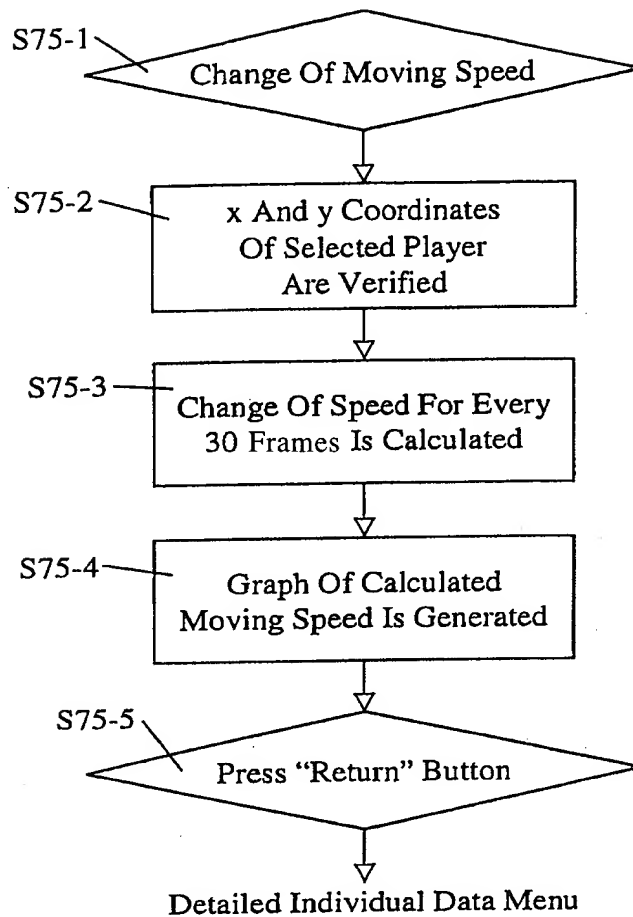 S75-1
Change Of Moving Speed
S75-2
x And y Coordinates
Of Selected Player
Are Verified
S75-3
Change Of Speed For Every
30 Frames Is Calculated
S75-4
Graph Of Calculated
Moving Speed Is Generated
S75-5
Press “Return” Button
Detailed Individual Data Menu